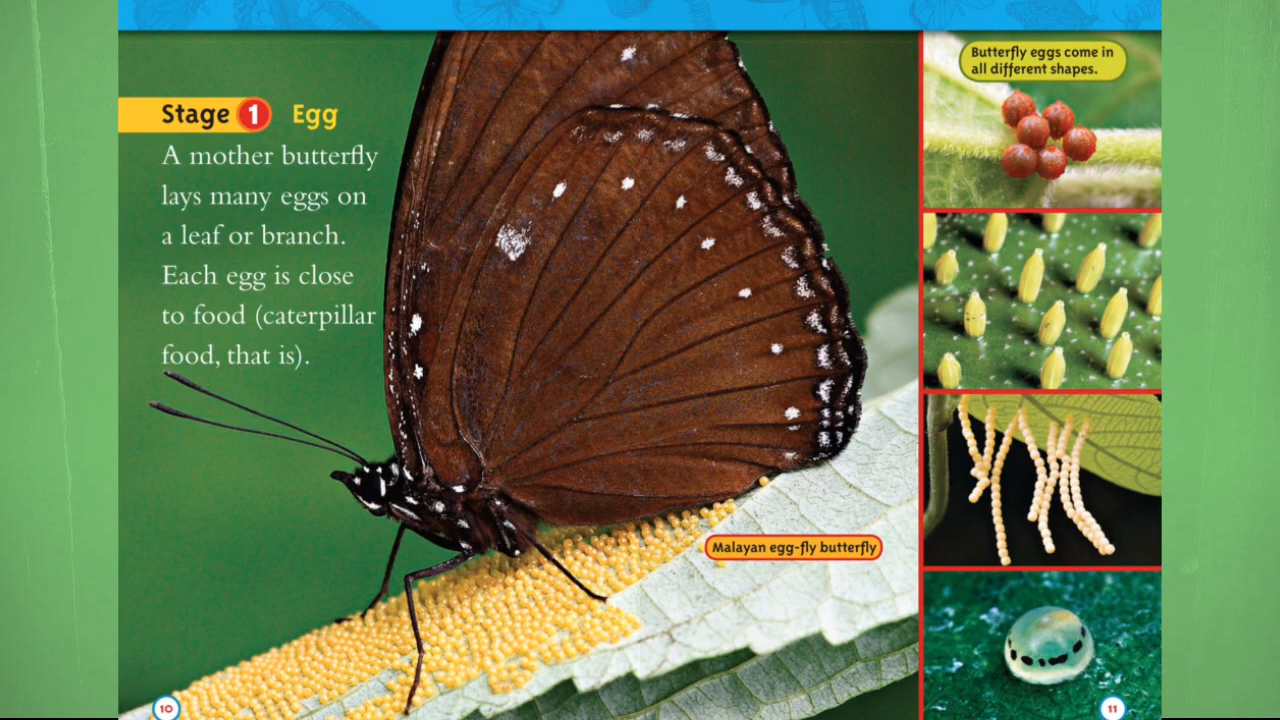 Stage 1 Egg
A mother butterfly
lays many eggs on
a leaf or branch.
Each egg is close
to food (caterpillar
food, that is).
Malayan egg-fly butterfly
10
Butterfly eggs come in
all different shapes.
11